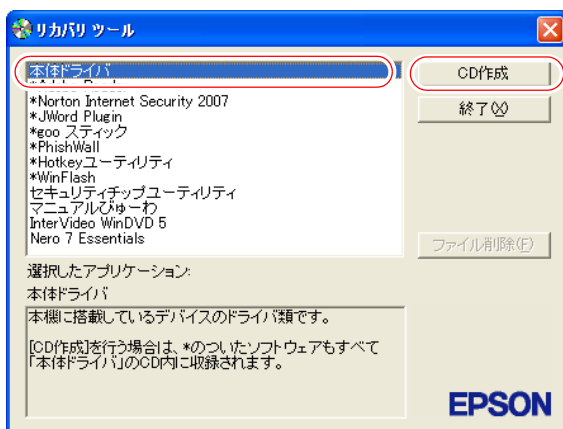 リカバリ ツール
本体ドライバ
*Norton Internet Security 2007
*JWord Plugin
*goo スティック
*PhishWall
*Hotkeyユーティリティ
*WinFlash
セキュリティチップユーティリティ
マニュアルびゅーわ
InterVideo WinDVD 5
Nero 7 Essentials
CD作成
終了(X)
ファイル削除(F)
選択したアプリケーション:
本体ドライバ
本機に搭載しているデバイスのドライバ類です。
[CD作成]を行う場合は、*のついたソフトウェアもすべて
「本体ドライバ」のCD内に収録されます。
EPSON